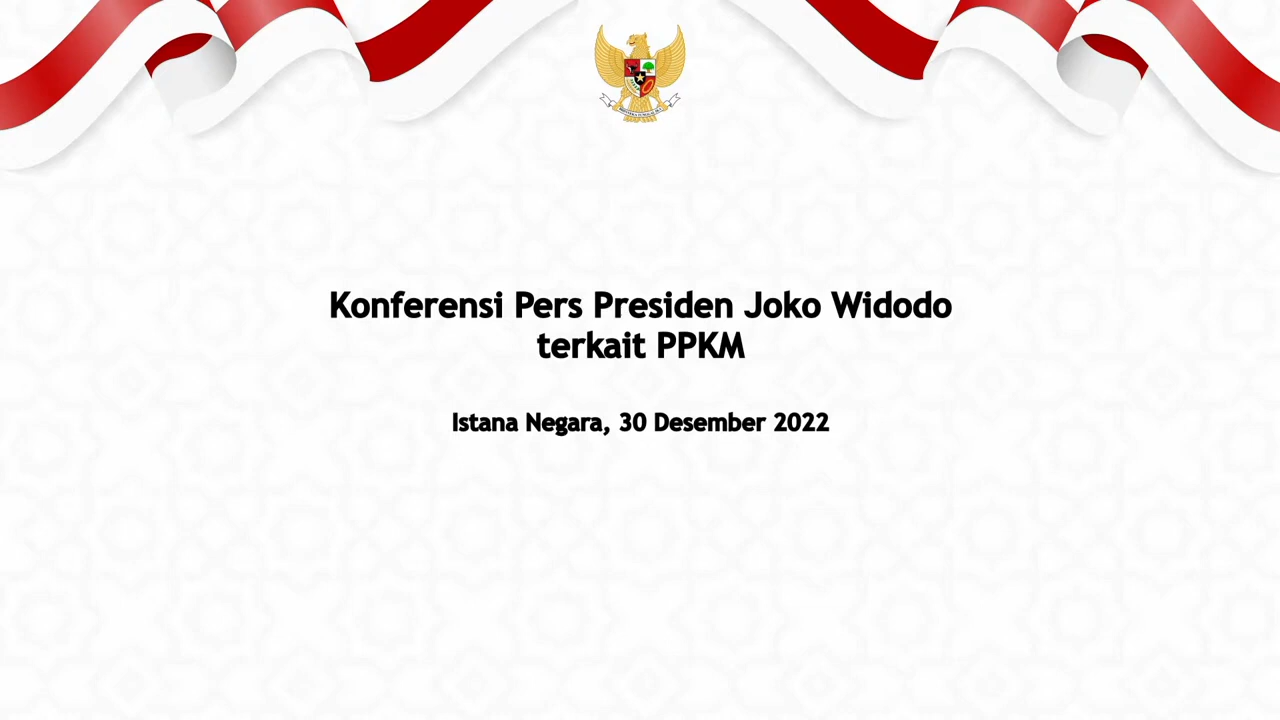 Konferensi Pers Presiden Joko Widodo
terkait PPKM
Istana Negara, 30 Desember 2022